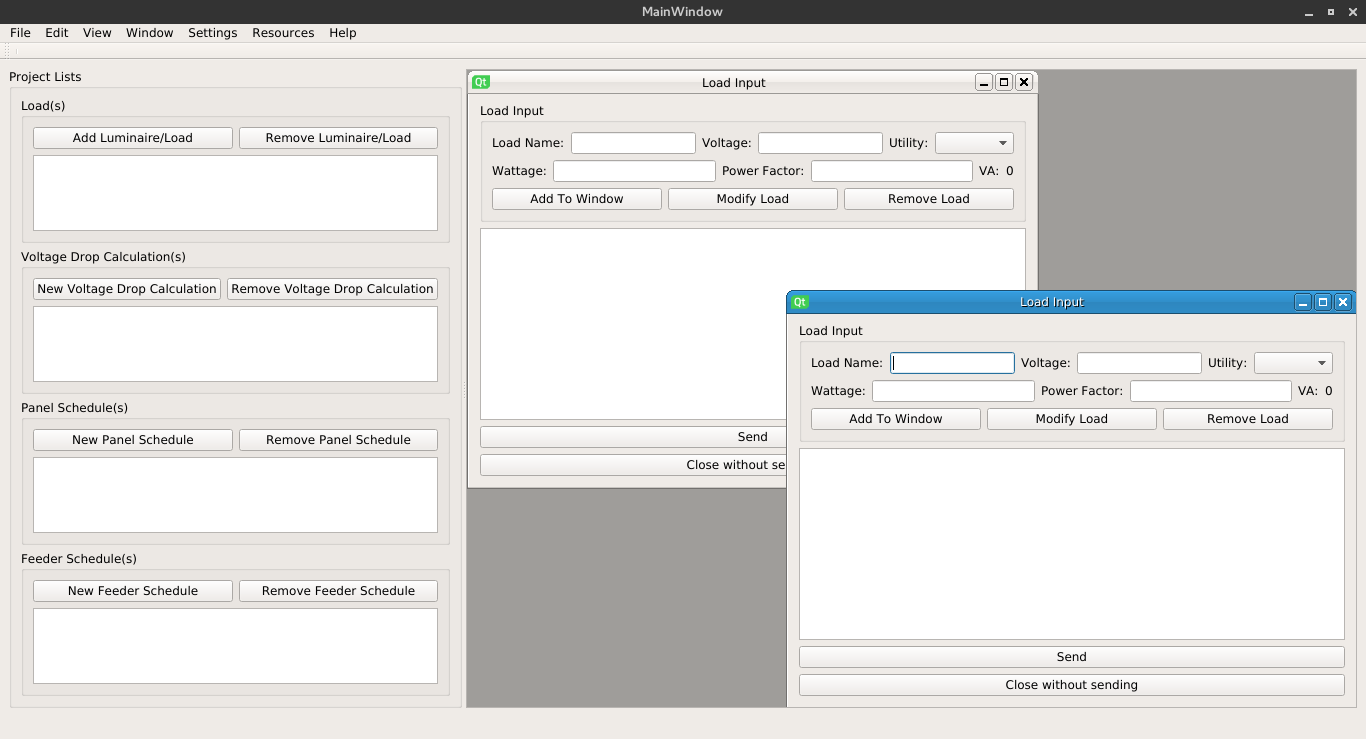 MainWindow
File Edit View Window Settings Resources Help
Project Lists
Load(s)
Add Luminaire/Load Remove Luminaire/Load
Voltage Drop Calculation(s)
New Voltage Drop Calculation Remove Voltage Drop Calculation
Panel Schedule(s)
New Panel Schedule Remove Panel Schedule
Feeder Schedule(s)
New Feeder Schedule Remove Feeder Schedule
Qt Load Input
Load Input
Load Name: Voltage: Utility:
Wattage: Power Factor: VA: 0
Add To Window Modify Load Remove Load
Send
Close without se
Qt Load Input
Load Input
Load Name: Voltage: Utility:
Wattage: Power Factor: VA: 0
Add To Window Modify Load Remove Load
Send
Close without sending